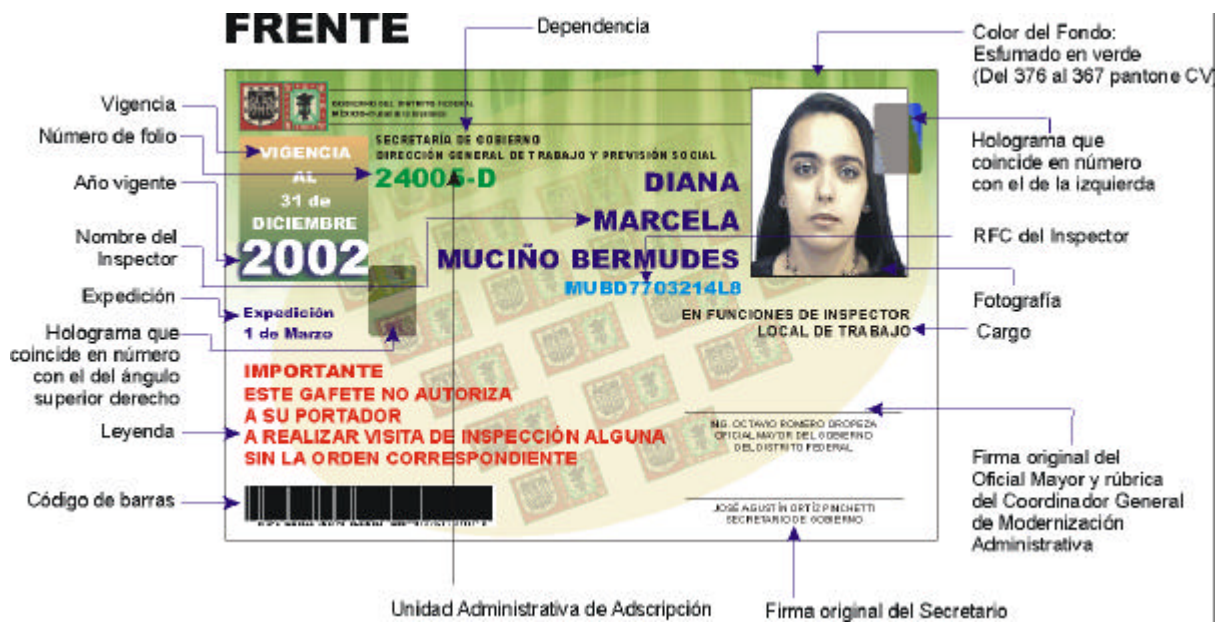 FRENTE
Dependencia
Color del Fondo:
Esfumado en verde
(Del 376 al 367 pantone CV)
Vigencia
Número de folio
Año vigente
Nombre del
Inspector
Expedición
Holograma que
coincide en número
con el del ángulo
superior derecho
Leyenda
Código de barras
GOBIERNO DEL DISTRITO FEDERAL
SECRETARÍA DE GOBIERNO
DIRECCIÓN GENERAL DE TRABAJO Y PREVISIÓN SOCIAL
24005-D
VIGENCIA
AL
31 de
DICIEMBRE
2002
Expedición
1 de Marzo
DIANA
MARCELA
MUCIÑO BERMUDES
MUBD7703214L8
EN FUNCIONES DE INSPECTOR
LOCAL DE TRABAJO
IMPORTANTE
ESTE GAFETE NO AUTORIZA
A SU PORTADOR
A REALIZAR VISITA DE INSPECCIÓN ALGUNA
SIN LA ORDEN CORRESPONDIENTE
ING. OCTAVIO ROMERO OROPEZA
OFICIAL MAYOR DEL GOBIERNO
DEL DISTRITO FEDERAL
JOSÉ AGUSTÍN ORTÍZ PINCHETTI
SECRETARIO DE GOBIERNO
Holograma que
coincide en número
con el de la izquierda
RFC del Inspector
Fotografía
Cargo
Firma original del
Oficial Mayor y rúbrica
del Coordinador General
de Modernización
Administrativa
Unidad Administrativa de Adscripción
Firma original del Secretario